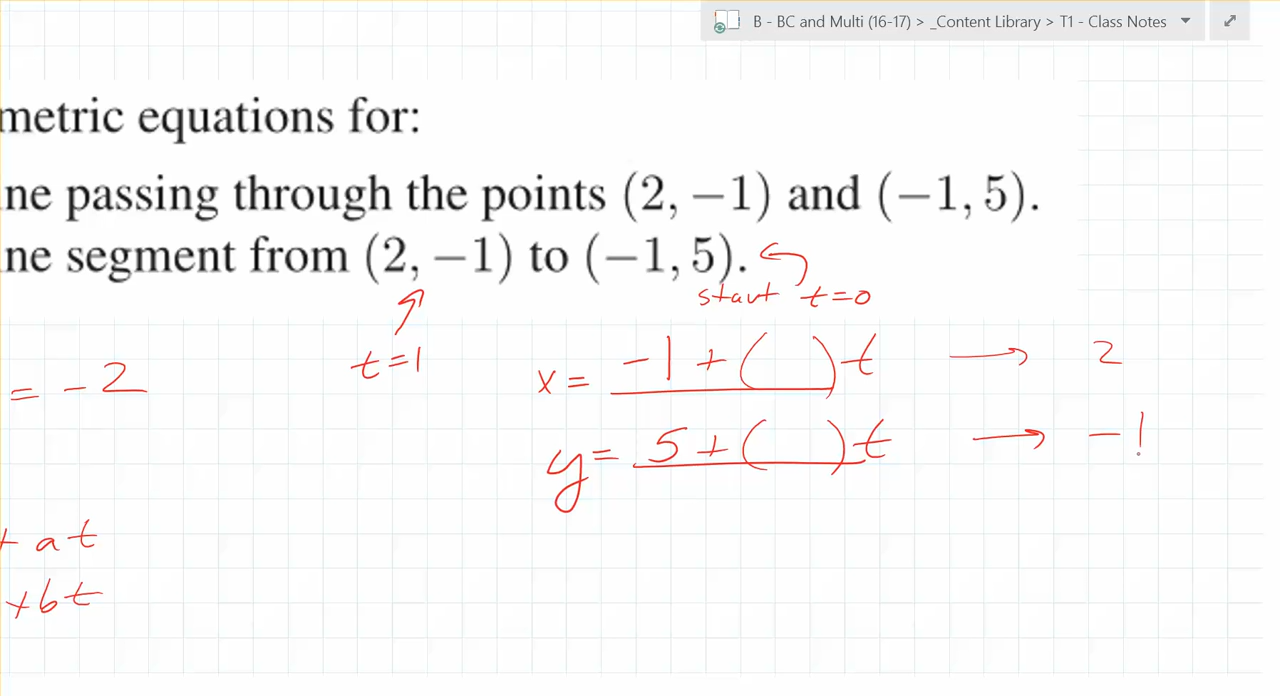 B - BC and Multi (16-17) > _Content Library > T1 - Class Notes
metric equations for:
ne passing through the points (2, −1) and (−1, 5).
ne segment from (2, −1) to (−1, 5).
start t=0
t=1
x = -1 + ( )t → 2
= -2
y = 5 + ( )t → -1
+ at
+bt